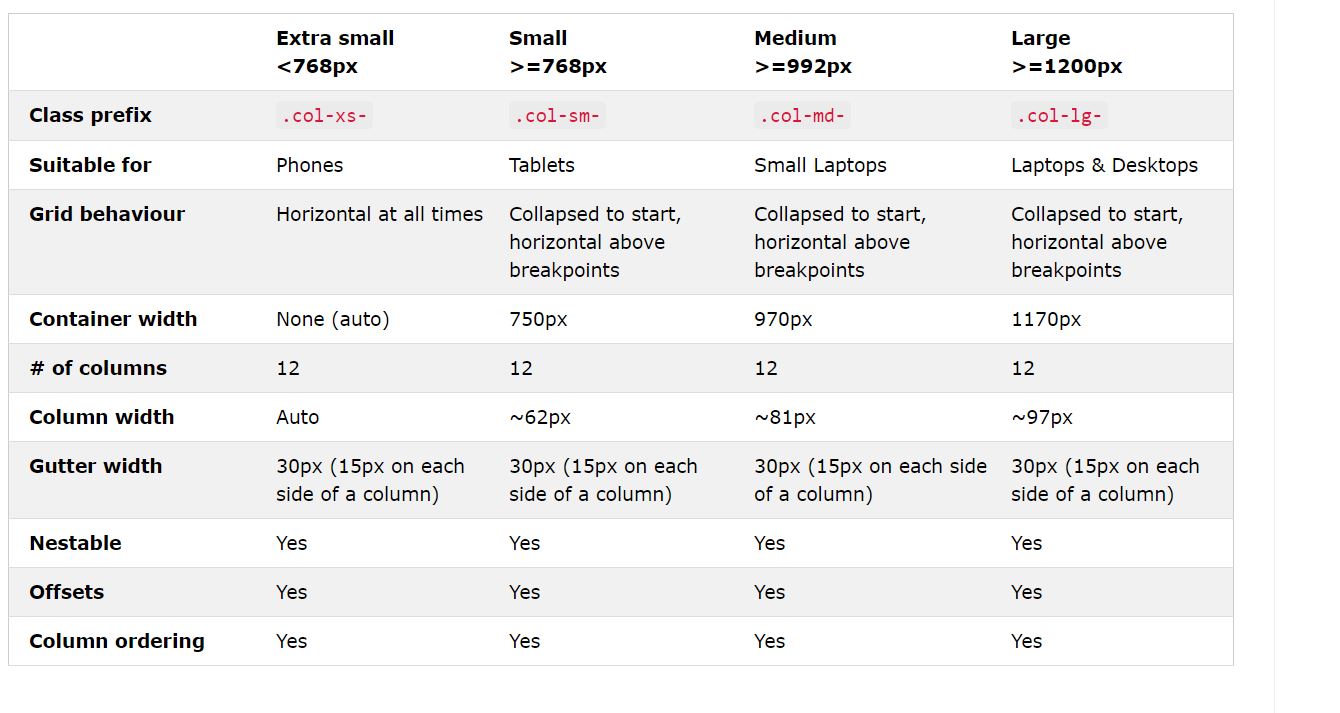 Extra small Small Medium Large
<768px >=768px >=992px >=1200px
Class prefix .col-xs- .col-sm- .col-md- .col-lg-
Suitable for Phones Tablets Small Laptops Laptops & Desktops
Grid behaviour Horizontal at all times Collapsed to start, Collapsed to start, Collapsed to start,
horizontal above horizontal above horizontal above
breakpoints breakpoints breakpoints
Container width None (auto) 750px 970px 1170px
# of columns 12 12 12 12
Column width Auto ~62px ~81px ~97px
Gutter width 30px (15px on each 30px (15px on each 30px (15px on each side 30px (15px on each
side of a column) side of a column) of a column) side of a column)
Nestable Yes Yes Yes Yes
Offsets Yes Yes Yes Yes
Column ordering Yes Yes Yes Yes